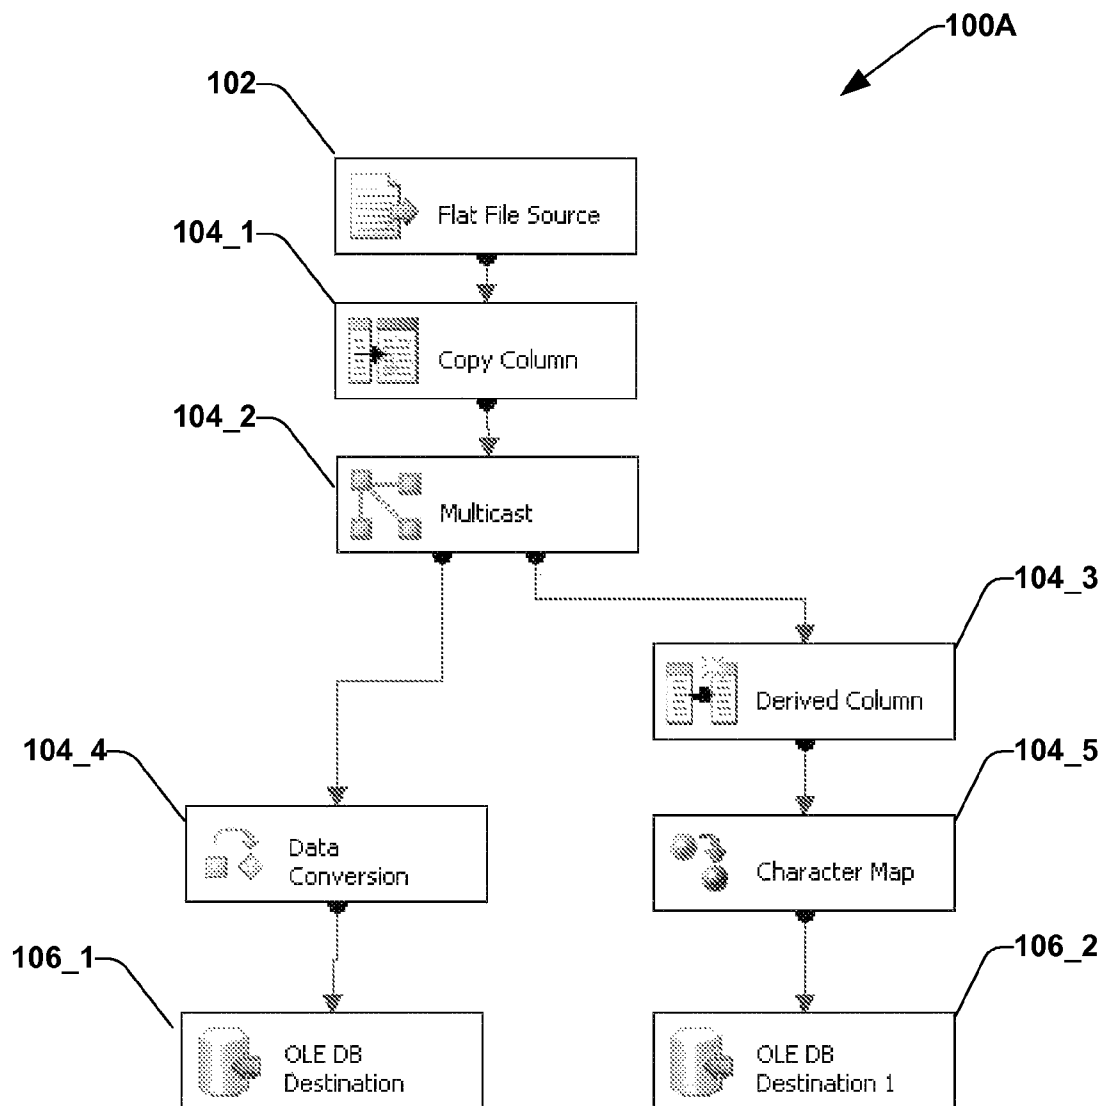 100A
102
Flat File Source
104_1
Copy Column
104_2
Multicast
104_3
Derived Column
104_4
Data
Conversion
104_5
Character Map
106_1
OLE DB
Destination
106_2
OLE DB
Destination 1